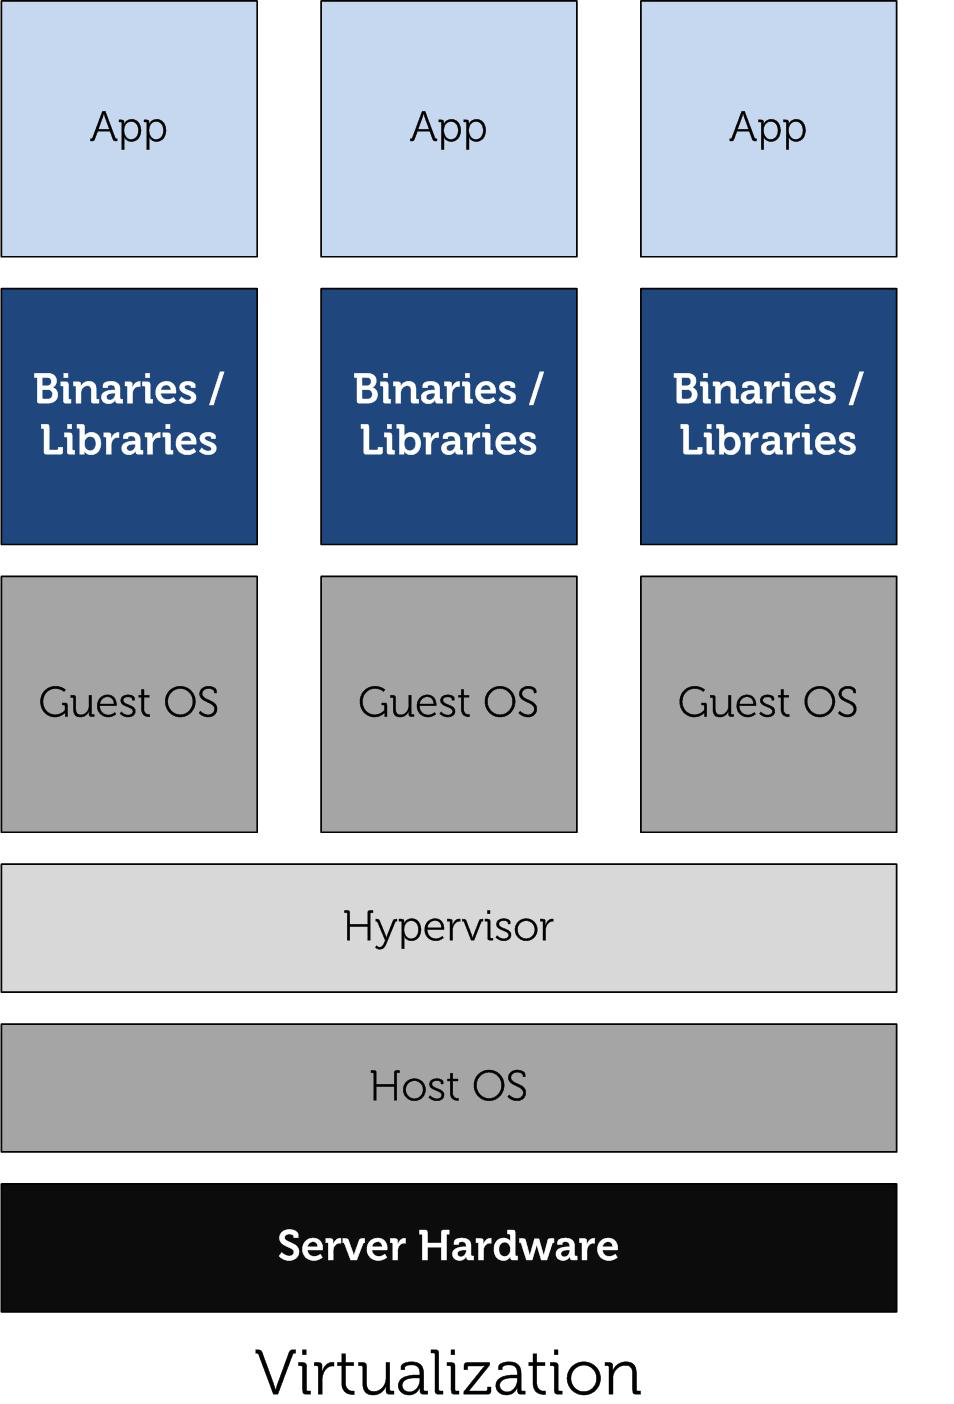 App
App
App
Binaries /
Libraries
Binaries /
Libraries
Binaries /
Libraries
Guest OS
Guest OS
Guest OS
Hypervisor
Host OS
Server Hardware
Virtualization